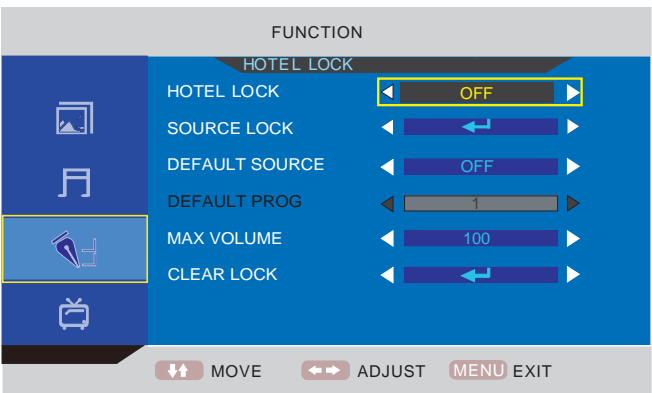 FUNCTION
HOTEL LOCK
HOTEL LOCK OFF
SOURCE LOCK
DEFAULT SOURCE OFF
DEFAULT PROG 1
MAX VOLUME 100
CLEAR LOCK
MOVE ADJUST MENU EXIT